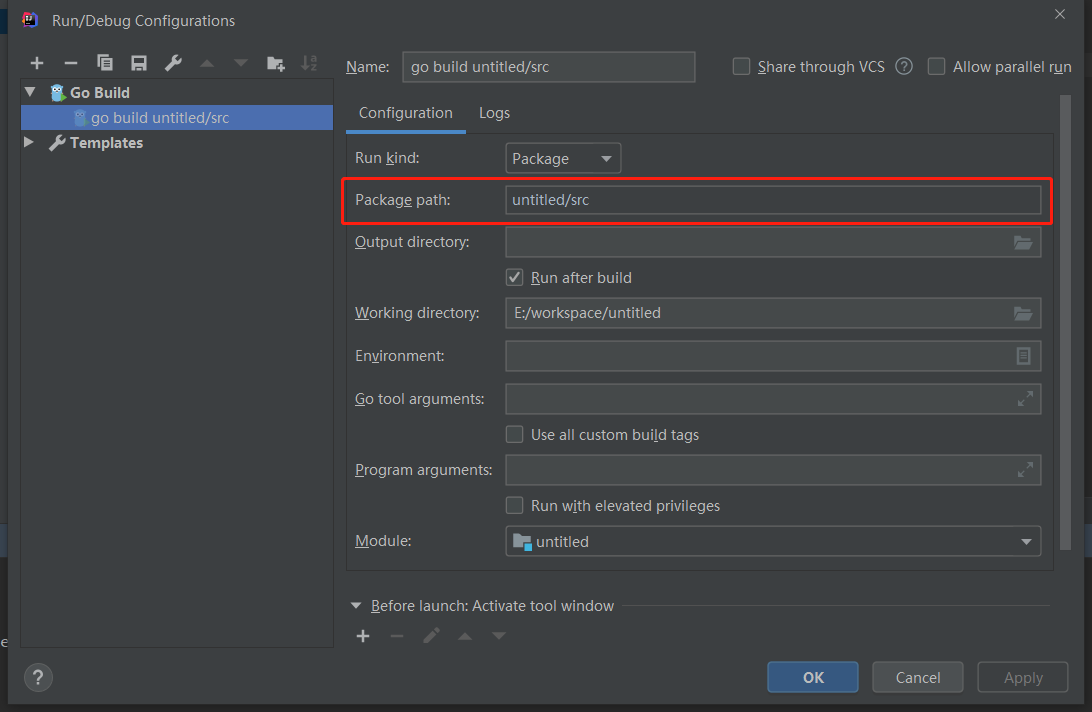 Run/Debug Configurations
Name: go build untitled/src Share through VCS ? Allow parallel run
Go Build
go build untitled/src
Templates
Configuration Logs
Run kind: Package
Package path: untitled/src
Output directory:
Run after build
Working directory: E:/workspace/untitled
Environment:
Go tool arguments:
Use all custom build tags
Program arguments:
Run with elevated privileges
Module: untitled
Before launch: Activate tool window
e
? OK Cancel Apply